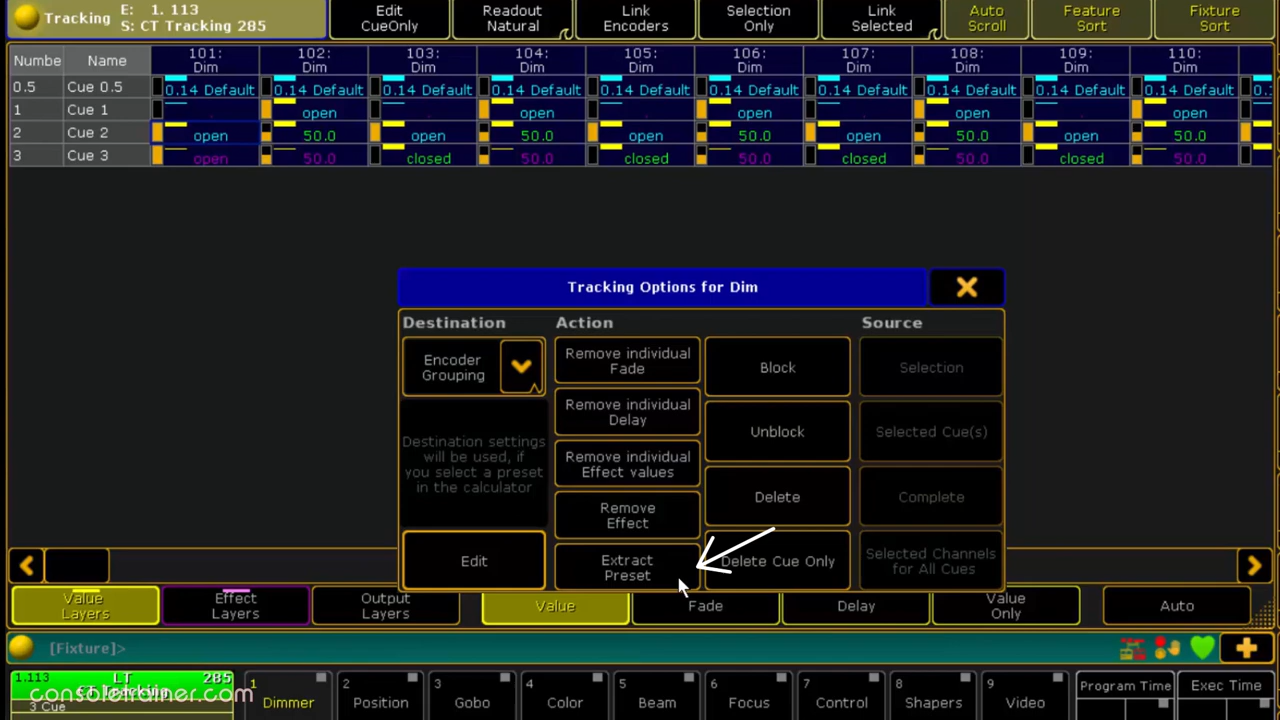 Tracking
E: 1. 113
S: CT Tracking 285
Edit
CueOnly
Readout
Natural
Link
Encoders
Selection
Only
Link
Selected
Auto
Scroll
Feature
Sort
Fixture
Sort
Numbe Name 101: 102: 103: 104: 105: 106: 107: 108: 109: 110:
Dim Dim Dim Dim Dim Dim Dim Dim Dim Dim
0.5 Cue 0.5 0.14 Default 0.14 Default 0.14 Default 0.14 Default 0.14 Default 0.14 Default 0.14 Default 0.14 Default 0.14 Default 0.14 Default 0.1
1 Cue 1 open open open open open
2 Cue 2 open 50.0 open 50.0 open 50.0 open 50.0 open 50.0
3 Cue 3 open 50.0 closed 50.0 closed 50.0 closed 50.0 closed 50.0
Tracking Options for Dim
Destination
Encoder
Grouping
Destination settings
will be used, if
you select a preset
in the calculator
Edit
Action
Remove individual
Fade
Remove individual
Delay
Remove individual
Effect values
Remove
Effect
Extract
Preset
Block
Unblock
Delete
Delete Cue Only
Source
Selection
Selected Cue(s)
Complete
Selected Channels
for All Cues
Value
Layers
Effect
Layers
Output
Layers
Value
Fade
Delay
Value
Only
Auto
[Fixture]>
1.113 LT 285
CT Tracking
consoletrainer.com
3 Cue
1
Dimmer
2
Position
3
Gobo
4
Color
5
Beam
6
Focus
7
Control
8
Shapers
9
Video
Program Time
Exec Time